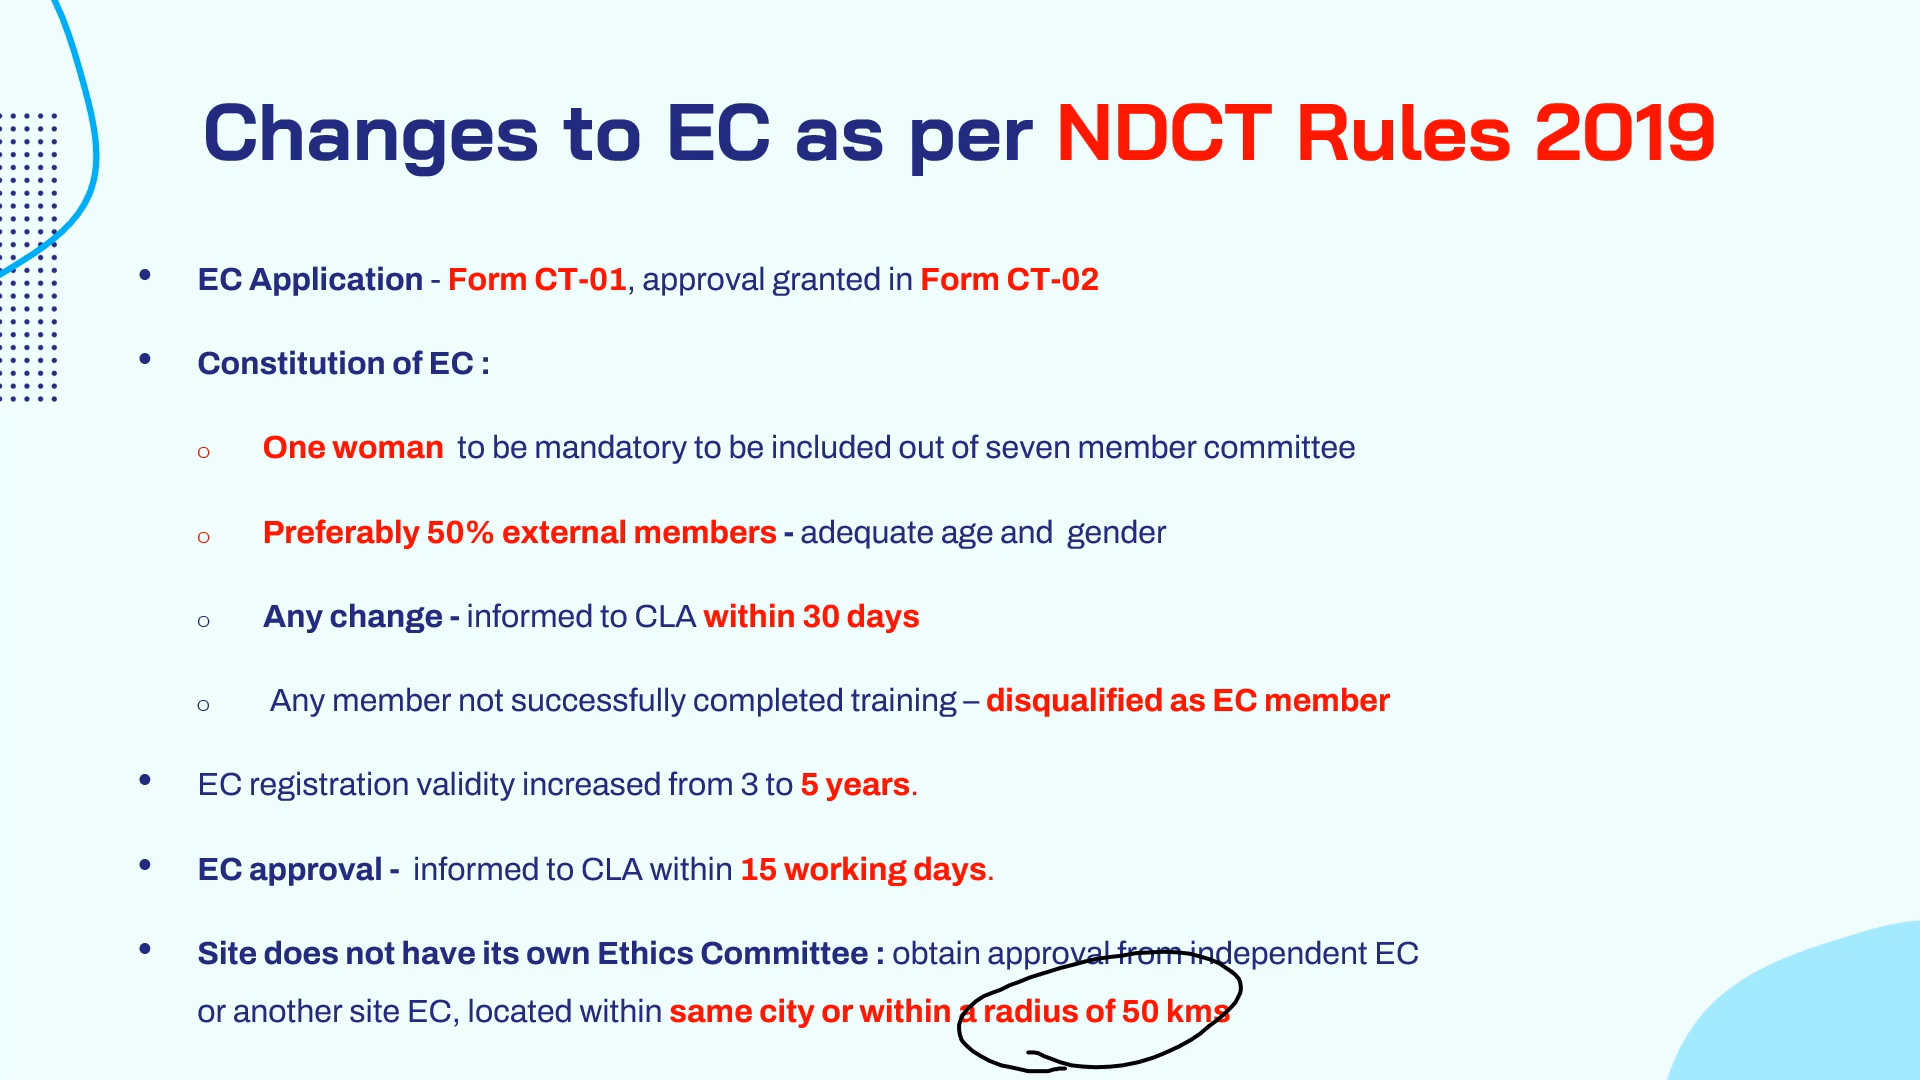 Changes to EC as per NDCT Rules 2019
• EC Application - Form CT-01, approval granted in Form CT-02
• Constitution of EC :
o One woman to be mandatory to be included out of seven member committee
o Preferably 50% external members - adequate age and gender
o Any change - informed to CLA within 30 days
o Any member not successfully completed training – disqualified as EC member
• EC registration validity increased from 3 to 5 years.
• EC approval - informed to CLA within 15 working days.
• Site does not have its own Ethics Committee : obtain approval from independent EC
or another site EC, located within same city or within a radius of 50 kms